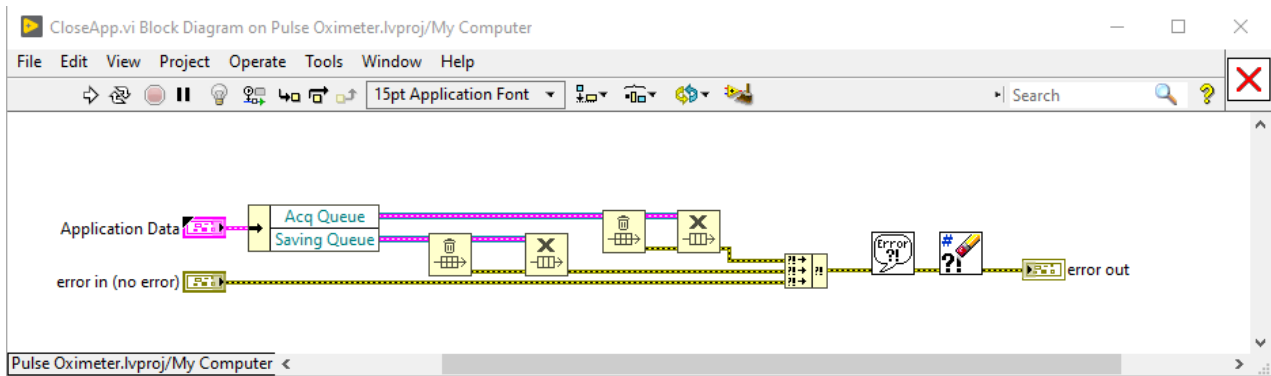 CloseApp.vi Block Diagram on Pulse Oximeter.lvproj/My Computer
File Edit View Project Operate Tools Window Help
15pt Application Font
Search
Application Data
Acq Queue
Saving Queue
error in (no error)
Error
?!
#
?!
?!
?!
?!
?!
error out
Pulse Oximeter.lvproj/My Computer